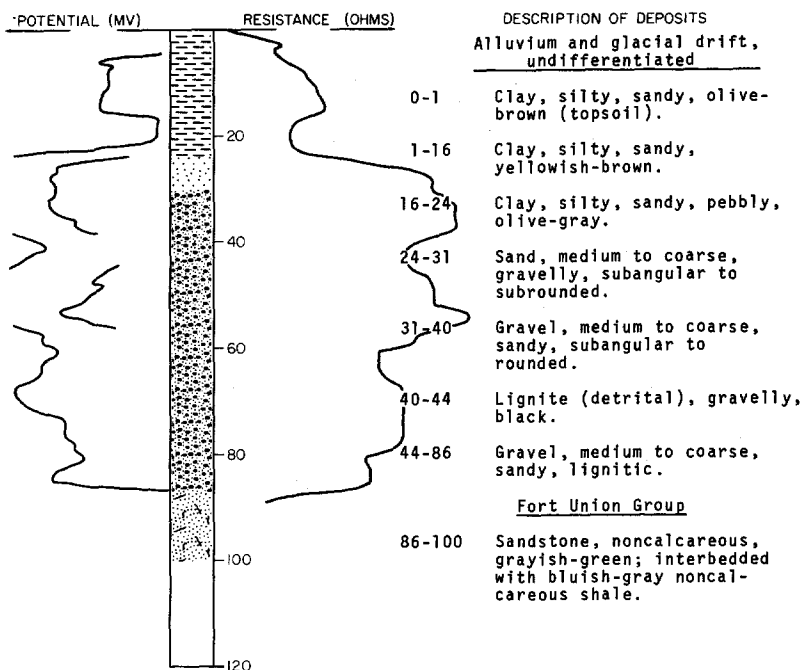 POTENTIAL (MV) RESISTANCE (OHMS) DESCRIPTION OF DEPOSITS
Alluvium and glacial drift,
undifferentiated
0-1 Clay, silty, sandy, olive-
brown (topsoil).
20
1-16 Clay, silty, sandy,
yellowish-brown.
16-24 Clay, silty, sandy, pebbly,
olive-gray.
40
24-31 Sand, medium to coarse,
gravelly, subangular to
subrounded.
31-40 Gravel, medium to coarse,
sandy, subangular to
rounded.
60
40-44 Lignite (detrital), gravelly,
black.
80
44-86 Gravel, medium to coarse,
sandy, lignitic.
Fort Union Group
86-100 Sandstone, noncalcareous,
grayish-green; interbedded
with bluish-gray noncal-
careous shale.
100
120